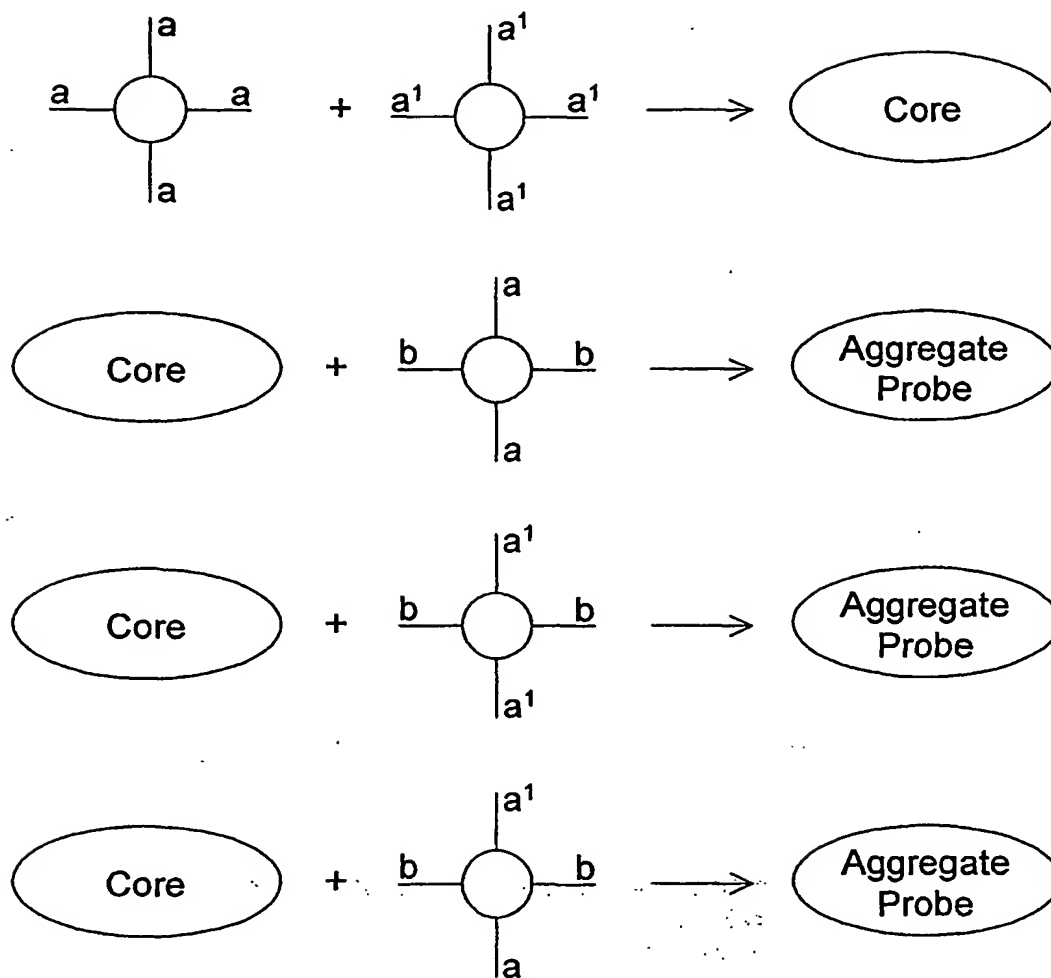 a a¹
a a + a¹ a¹ Core
a a¹
a
Core + b b Aggregate
Probe
a
a¹
Core + b b Aggregate
Probe
a¹
a¹
Core + b b Aggregate
Probe
a